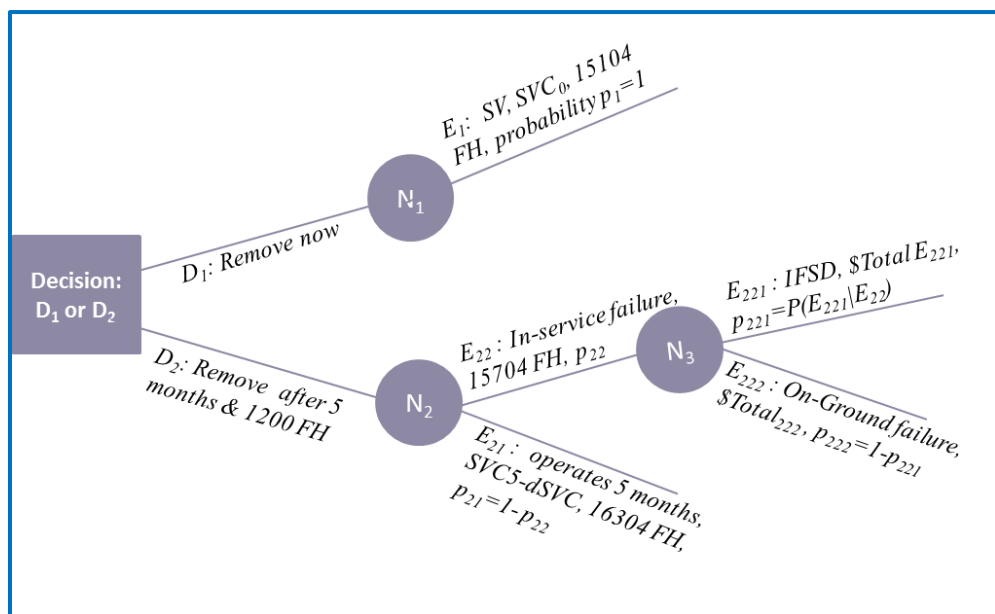 E₁: SV, SVC₀, 15104
FH, probability p₁=1
N₁
D₁: Remove now
Decision:
D₁ or D₂
E₂₂₁ : IFSD, $Total E₂₂₁,
p₂₂₁=P(E₂₂₁\E₂₂)
E₂₂ : In-service failure,
15704 FH, p₂₂
N₃
D₂: Remove after 5
months & 1200 FH
N₂
E₂₂₂ : On-Ground failure,
$Total₂₂₂, p₂₂₂=1-p₂₂₁
E₂₁ : operates 5 months,
SVC5-dSVC, 16304 FH,
p₂₁=1-p₂₂